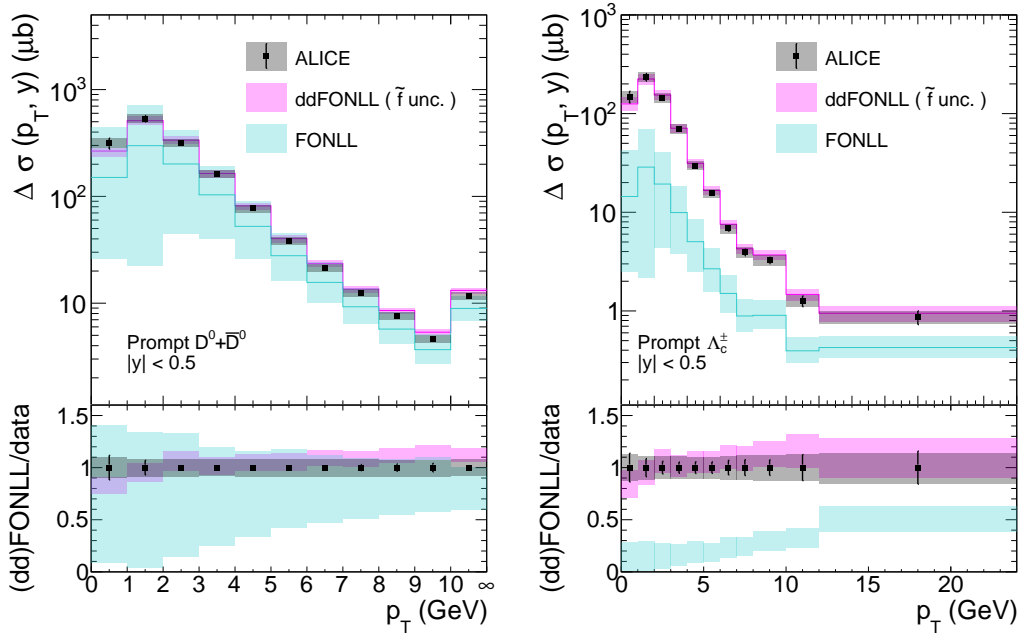 Δ σ (p_T, y) (μb)
10³
10²
10
ALICE
ddFONLL ( f̃ unc. )
FONLL
Prompt D⁰+D̅⁰
|y| < 0.5
(dd)FONLL/data
1.5
1
0.5
0
0 1 2 3 4 5 6 7 8 9 10 ∞
p_T (GeV)
Δ σ (p_T, y) (μb)
10³
10²
10
1
ALICE
ddFONLL ( f̃ unc. )
FONLL
Prompt Λ_c^±
|y| < 0.5
(dd)FONLL/data
1.5
1
0.5
0
0 5 10 15 20
p_T (GeV)